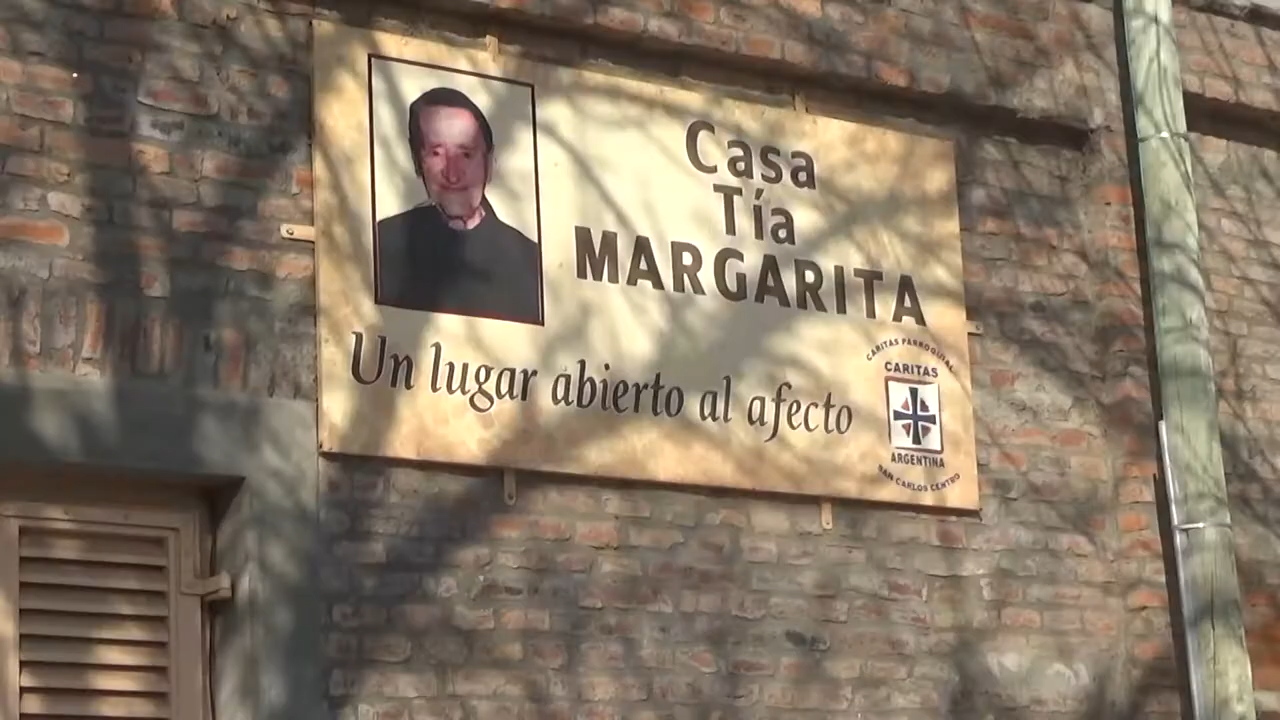 Casa
Tía
MARGARITA
Un lugar abierto al afecto
CARITAS PARROQUIAL
CARITAS
ARGENTINA
SAN CARLOS CENTRO